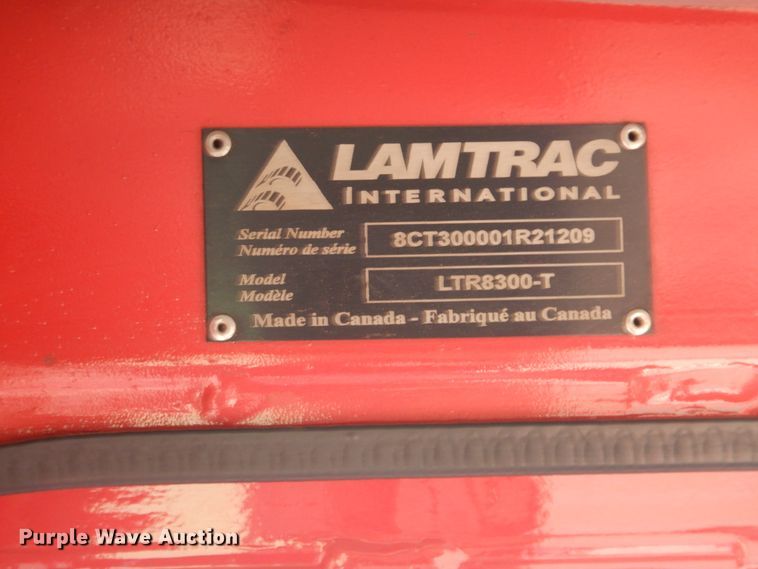 LAMTRAC
INTERNATIONAL
Serial Number
Numéro de série
8CT300001R21209
Model
Modèle
LTR8300-T
Made in Canada - Fabriqué au Canada
Purple Wave Auction